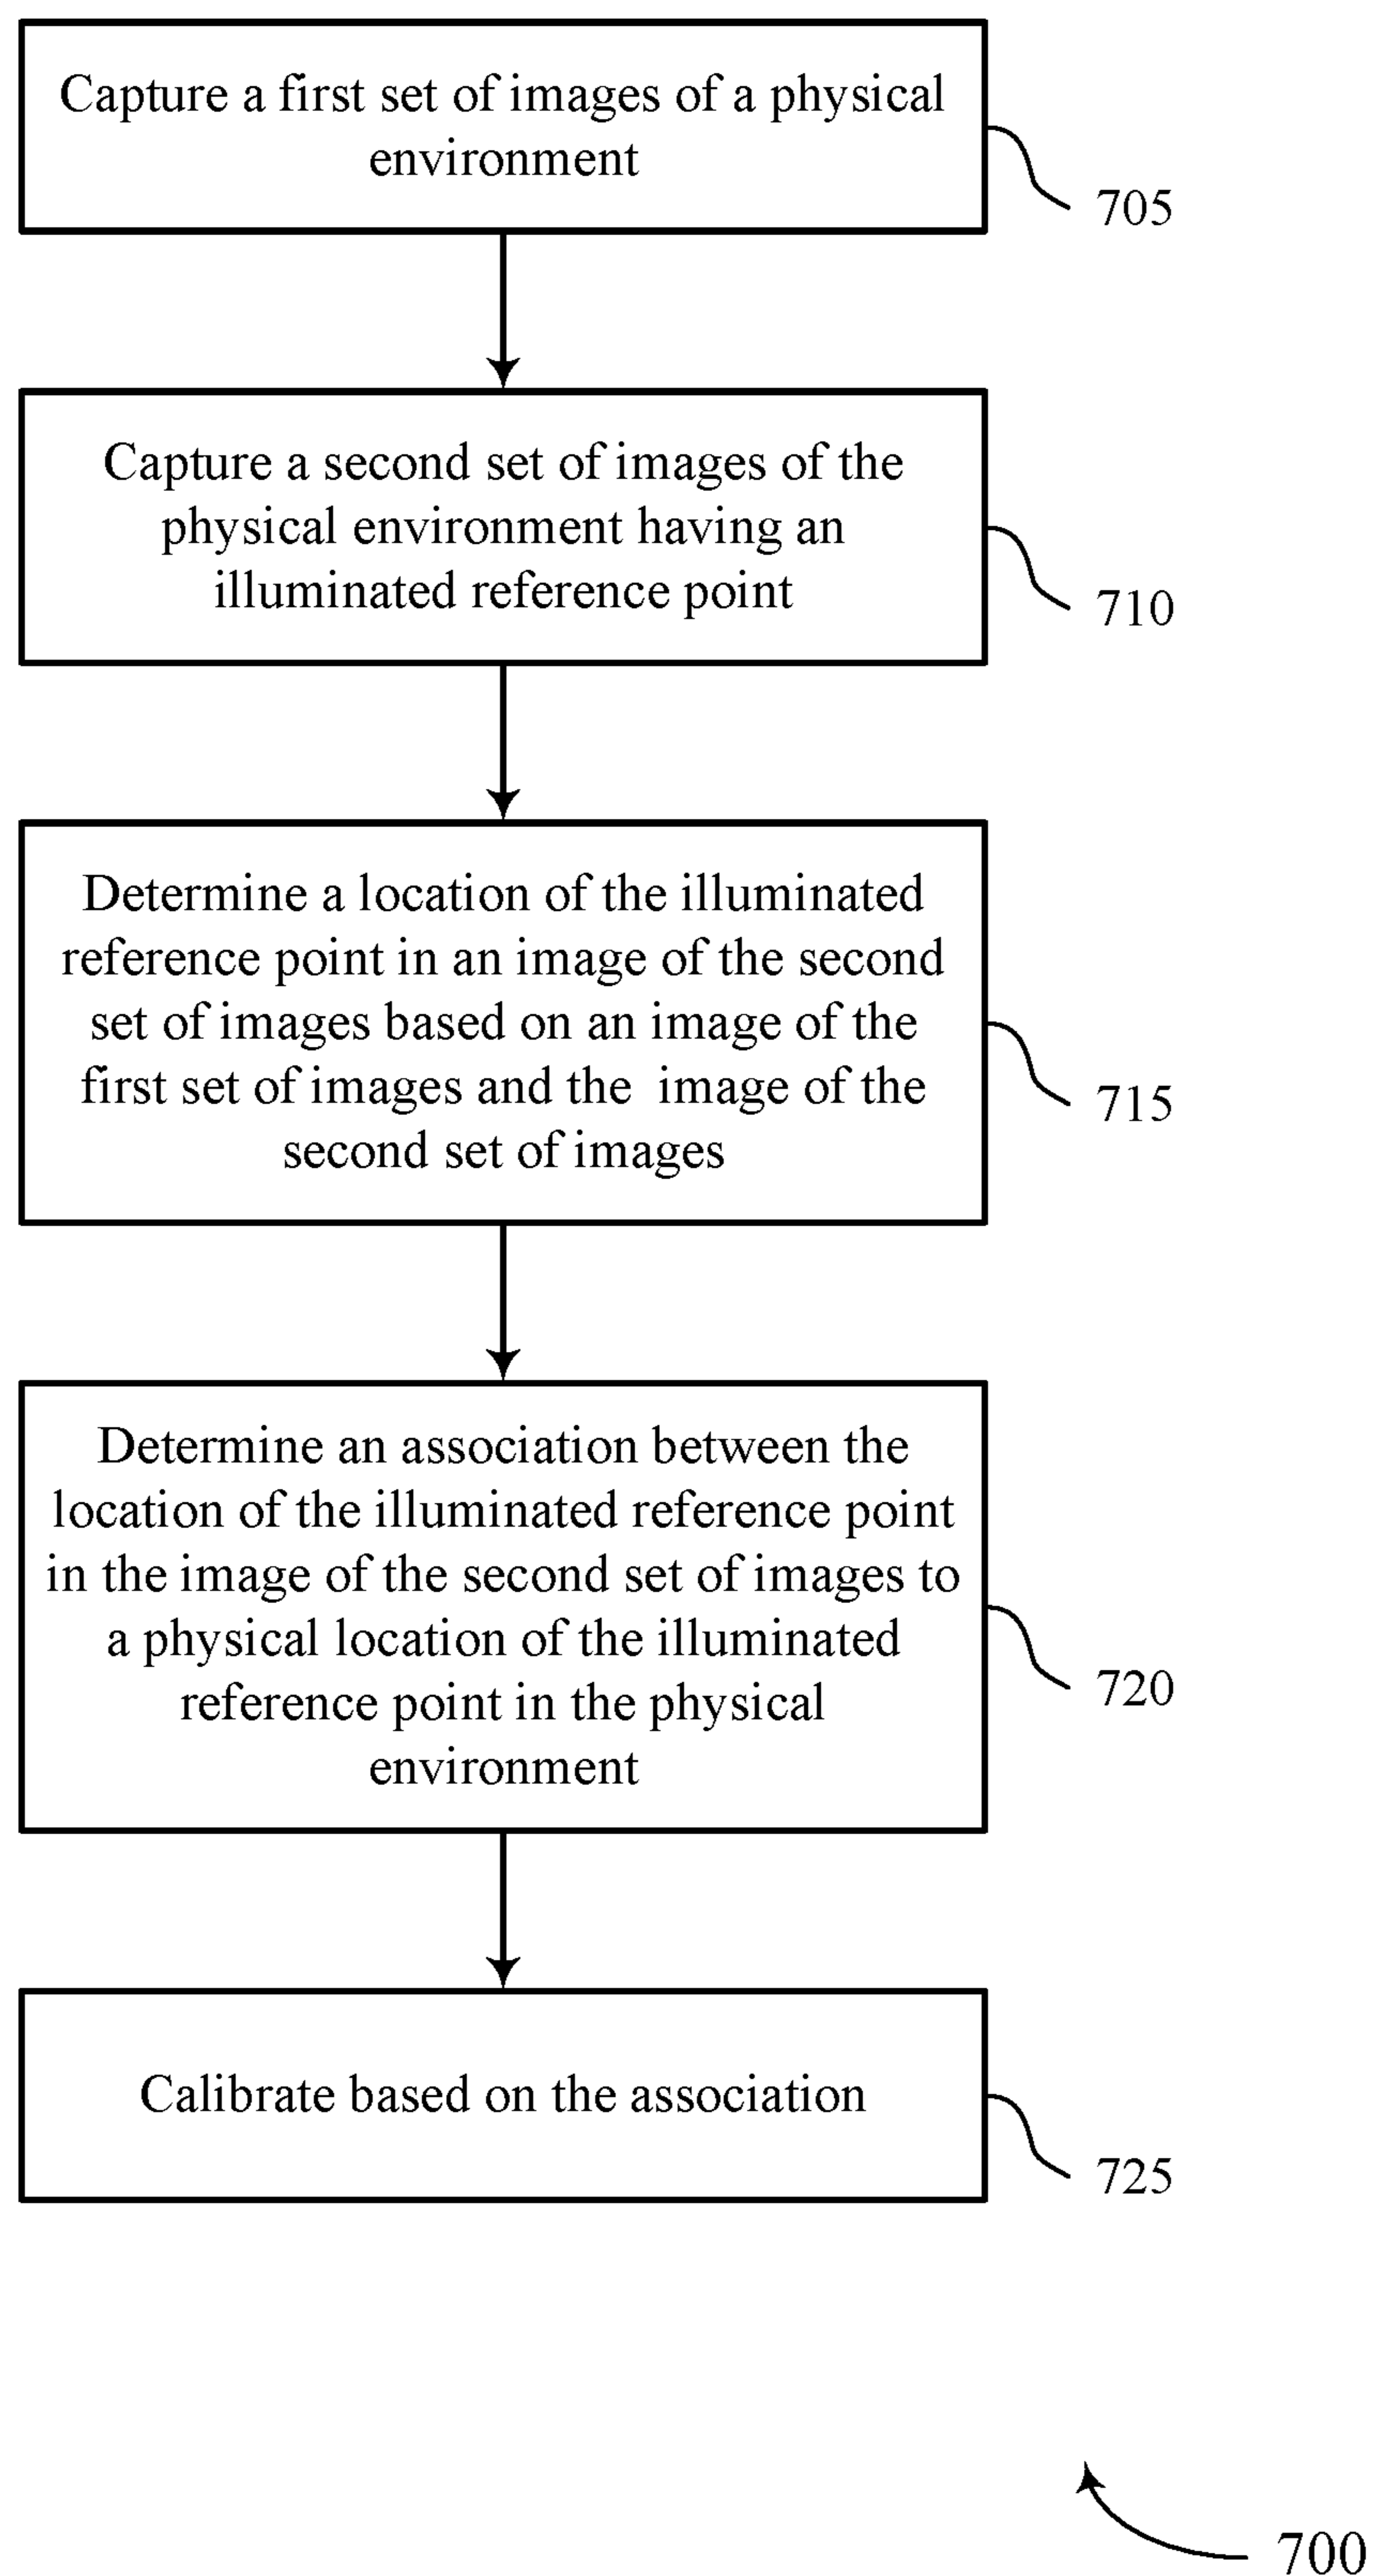 Capture a first set of images of a physical
environment
705
Capture a second set of images of the
physical environment having an
illuminated reference point
710
Determine a location of the illuminated
reference point in an image of the second
set of images based on an image of the
first set of images and the  image of the
second set of images
715
Determine an association between the
location of the illuminated reference point
in the image of the second set of images to
a physical location of the illuminated
reference point in the physical
environment
720
Calibrate based on the association
725
700